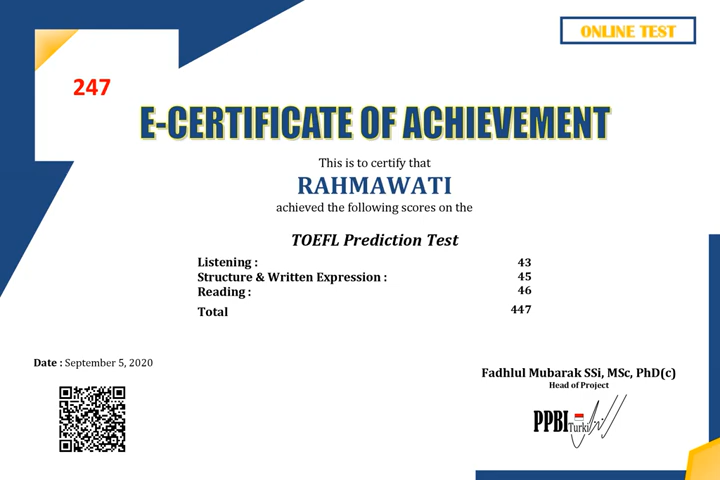 ONLINE TEST
247
E-CERTIFICATE OF ACHIEVEMENT
This is to certify that
RAHMAWATI
achieved the following scores on the
TOEFL Prediction Test
Listening : 43
Structure & Written Expression : 45
Reading : 46
Total 447
Date : September 5, 2020
Fadhlul Mubarak SSi, MSc, PhD(c)
Head of Project
PPBI Turki